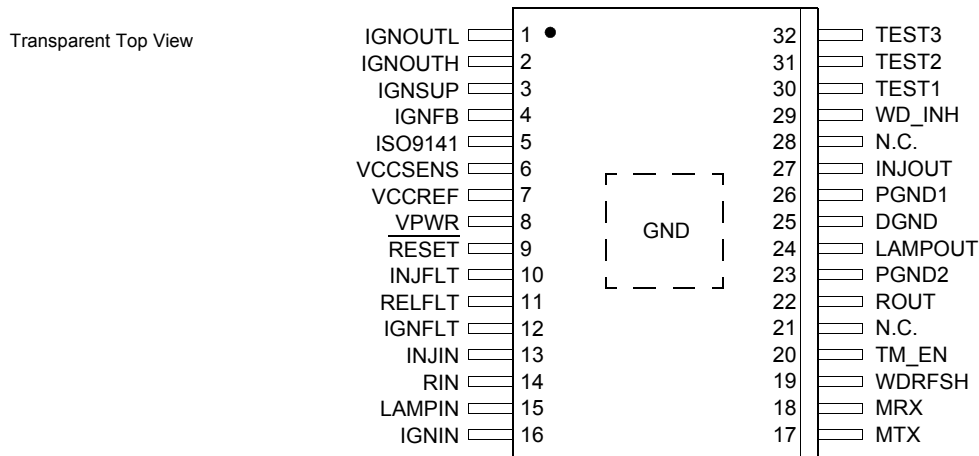 Transparent Top View
IGNOUTL 1 32 TEST3
IGNOUTH 2 31 TEST2
IGNSUP 3 30 TEST1
IGNFB 4 29 WD_INH
ISO9141 5 28 N.C.
VCCSENS 6 27 INJOUT
VCCREF 7 26 PGND1
VPWR 8 25 DGND
GND
RESET 9 24 LAMPOUT
INJFLT 10 23 PGND2
RELFLT 11 22 ROUT
IGNFLT 12 21 N.C.
INJIN 13 20 TM_EN
RIN 14 19 WDRFSH
LAMPIN 15 18 MRX
IGNIN 16 17 MTX